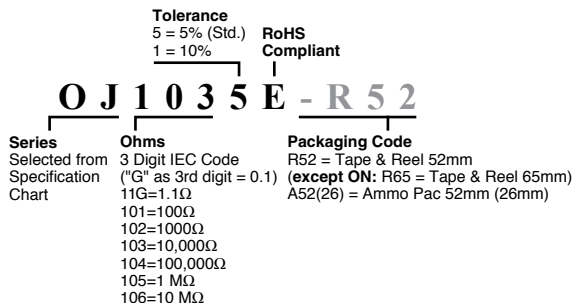 Tolerance
5 = 5% (Std.)
1 = 10%
RoHS
Compliant
O J 1 0 3 5 E - R 5 2
Series
Selected from
Specification
Chart
Ohms
3 Digit IEC Code
("G" as 3rd digit = 0.1)
11G=1.1Ω
101=100Ω
102=1000Ω
103=10,000Ω
104=100,000Ω
105=1 MΩ
106=10 MΩ
Packaging Code
R52 = Tape & Reel 52mm
(except ON: R65 = Tape & Reel 65mm)
A52(26) = Ammo Pac 52mm (26mm)